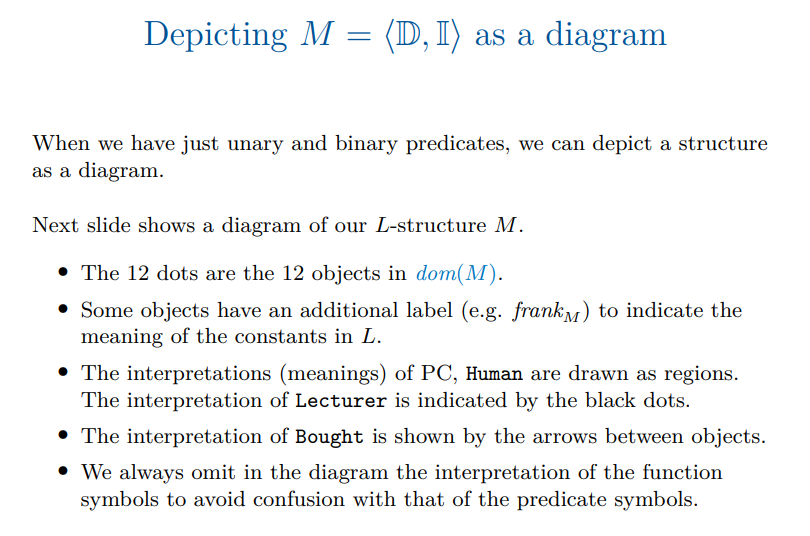 Depicting M = ⟨𝔻, 𝕀⟩ as a diagram
When we have just unary and binary predicates, we can depict a structure
as a diagram.
Next slide shows a diagram of our L-structure M.
• The 12 dots are the 12 objects in dom(M).
• Some objects have an additional label (e.g. frank_M) to indicate the
meaning of the constants in L.
• The interpretations (meanings) of PC, Human are drawn as regions.
The interpretation of Lecturer is indicated by the black dots.
• The interpretation of Bought is shown by the arrows between objects.
• We always omit in the diagram the interpretation of the function
symbols to avoid confusion with that of the predicate symbols.